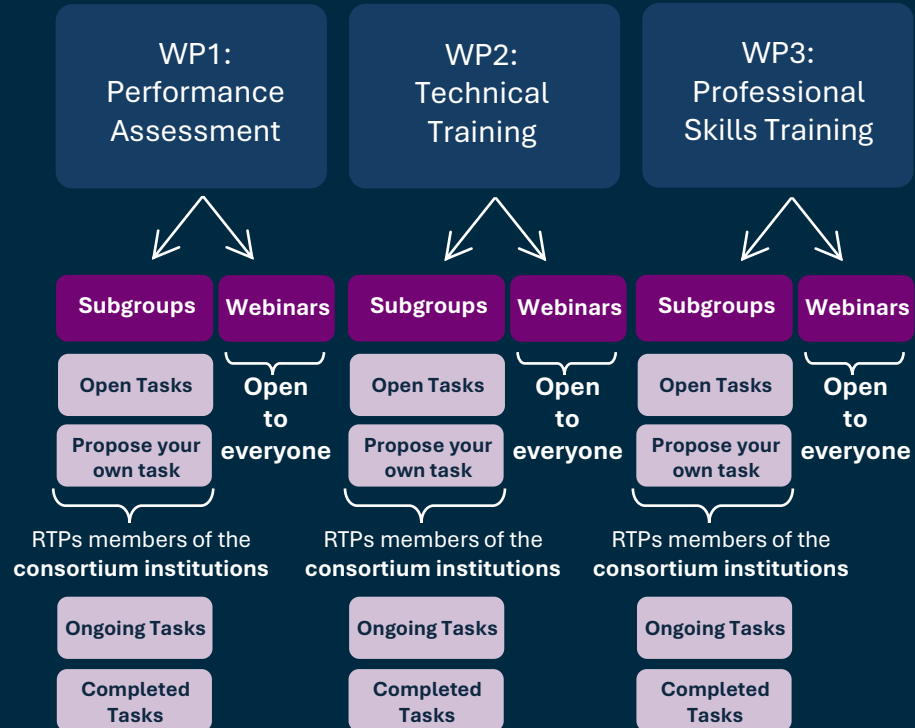 WP1:
Performance
Assessment
WP2:
Technical
Training
WP3:
Professional
Skills Training
Subgroups
Webinars
Subgroups
Webinars
Subgroups
Webinars
Open Tasks
Open
to
everyone
Open Tasks
Open
to
everyone
Open Tasks
Open
to
everyone
Propose your
own task
Propose your
own task
Propose your
own task
RTPs members of the
consortium institutions
RTPs members of the
consortium institutions
RTPs members of the
consortium institutions
Ongoing Tasks
Ongoing Tasks
Ongoing Tasks
Completed
Tasks
Completed
Tasks
Completed
Tasks